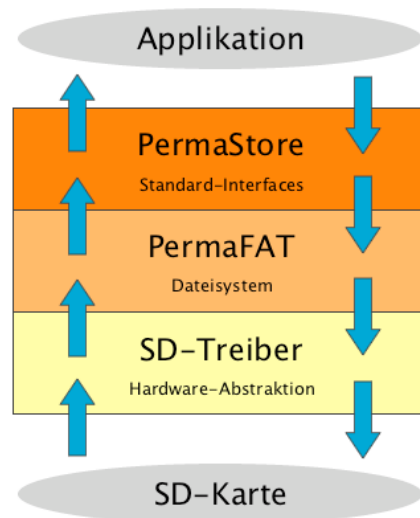 Applikation
PermaStore
Standard-Interfaces
PermaFAT
Dateisystem
SD-Treiber
Hardware-Abstraktion
SD-Karte